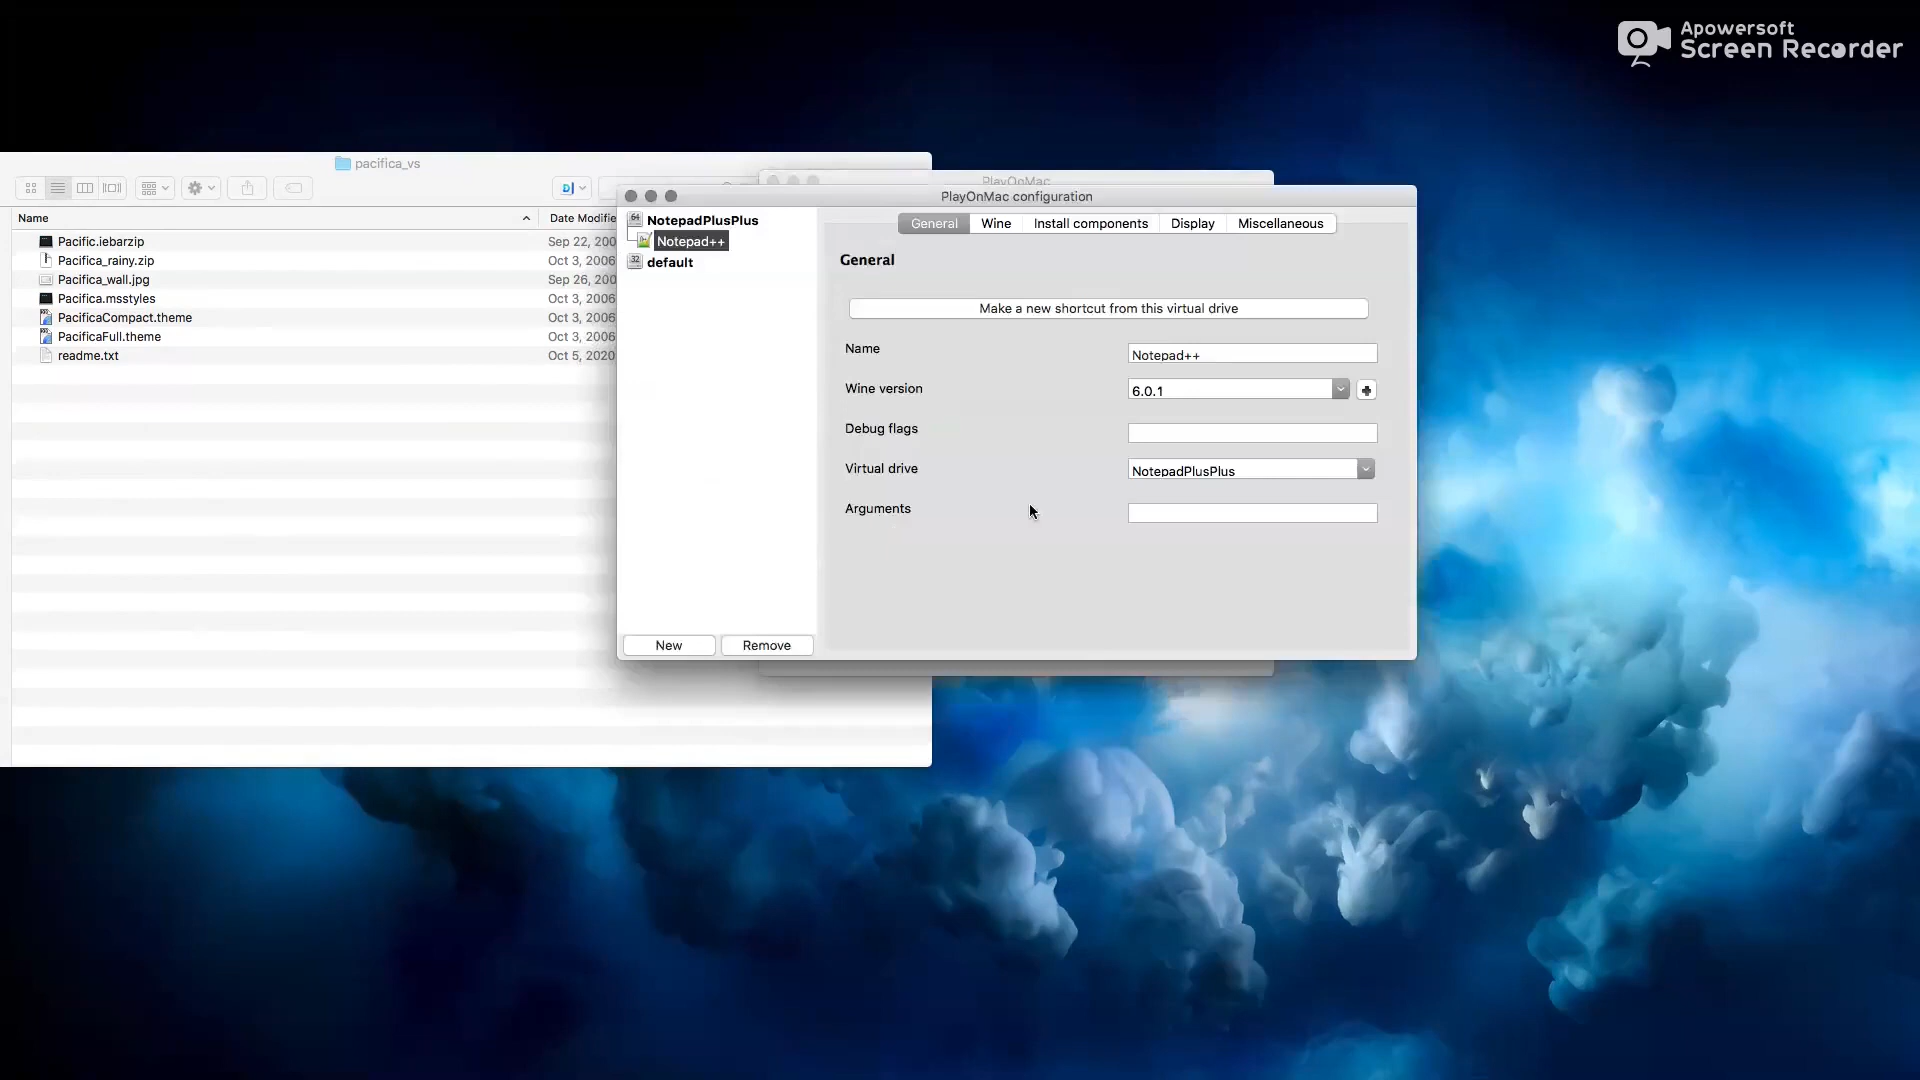 Apowersoft
Screen Recorder
pacifica_vs
Name
Date Modifie
Pacific.iebarzip
Sep 22, 200
Pacifica_rainy.zip
Oct 3, 2006
Pacifica_wall.jpg
Sep 26, 200
Pacifica.msstyles
Oct 3, 2006
PacificaCompact.theme
Oct 3, 2006
PacificaFull.theme
Oct 3, 2006
readme.txt
Oct 5, 2020
PlayOnMac
PlayOnMac configuration
64 NotepadPlusPlus
Notepad++
32 default
New
Remove
General
Wine
Install components
Display
Miscellaneous
General
Make a new shortcut from this virtual drive
Name
Notepad++
Wine version
6.0.1
Debug flags
Virtual drive
NotepadPlusPlus
Arguments